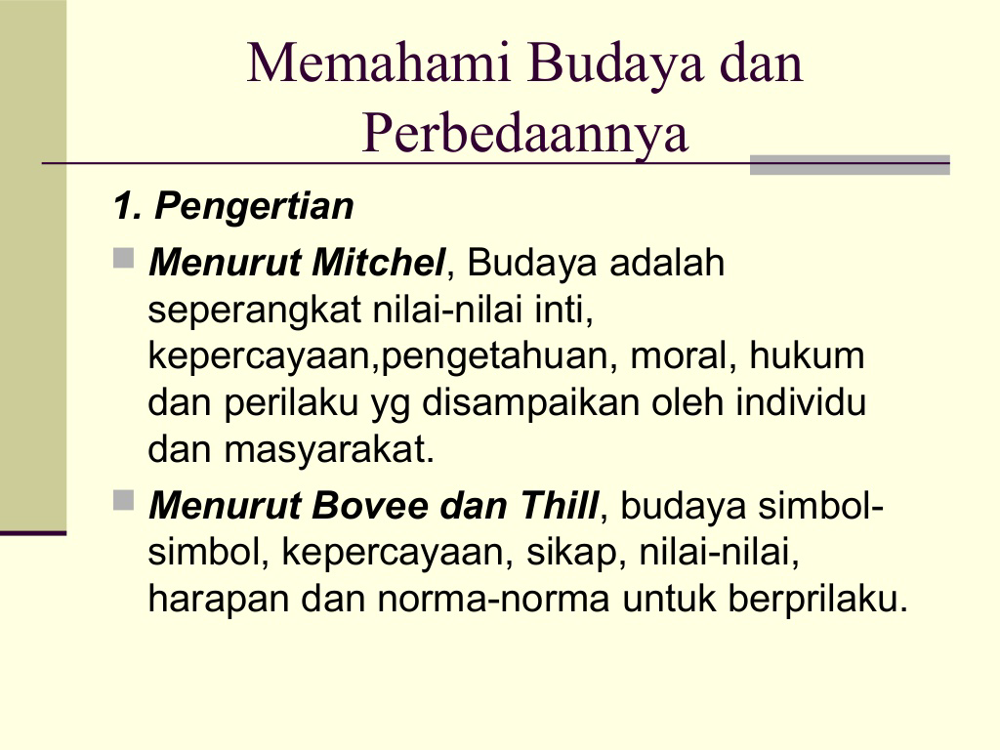 Memahami Budaya dan
Perbedaannya
1. Pengertian
Menurut Mitchel, Budaya adalah
seperangkat nilai-nilai inti,
kepercayaan,pengetahuan, moral, hukum
dan perilaku yg disampaikan oleh individu
dan masyarakat.
Menurut Bovee dan Thill, budaya simbol-
simbol, kepercayaan, sikap, nilai-nilai,
harapan dan norma-norma untuk berprilaku.